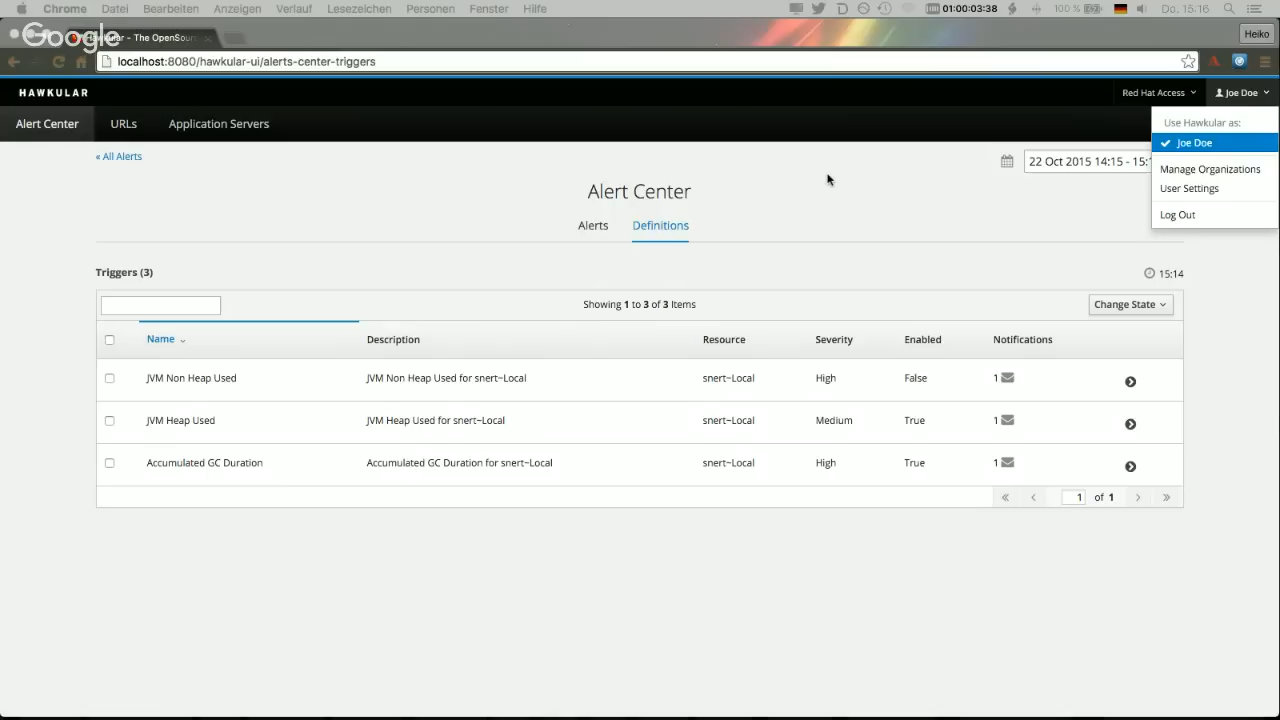 Chrome Datei Bearbeiten Anzeigen Verlauf Lesezeichen Personen Fenster Hilfe 01:00:03:38 100 % Do. 15:16
Google
Hawkular - The OpenSour Heiko
localhost:8080/hawkular-ui/alerts-center-triggers
HAWKULAR Red Hat Access Joe Doe
Alert Center URLs Application Servers
Use Hawkular as:
Joe Doe
Manage Organizations
User Settings
Log Out
« All Alerts 22 Oct 2015 14:15 - 15:1
Alert Center
Alerts Definitions
Triggers (3) 15:14
Showing 1 to 3 of 3 Items Change State
Name Description Resource Severity Enabled Notifications
JVM Non Heap Used JVM Non Heap Used for snert~Local snert~Local High False 1
JVM Heap Used JVM Heap Used for snert~Local snert~Local Medium True 1
Accumulated GC Duration Accumulated GC Duration for snert~Local snert~Local High True 1
« ‹ 1 of 1 › »